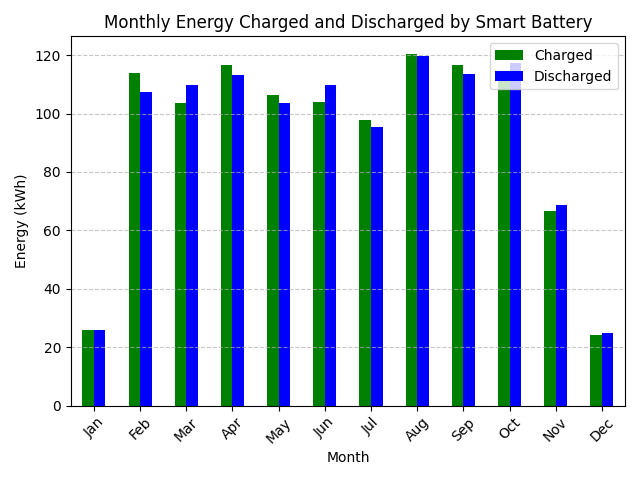 Monthly Energy Charged and Discharged by Smart Battery
Charged
Discharged
Energy (kWh)
120
100
80
60
40
20
0
Jan Feb Mar Apr May Jun Jul Aug Sep Oct Nov Dec
Month